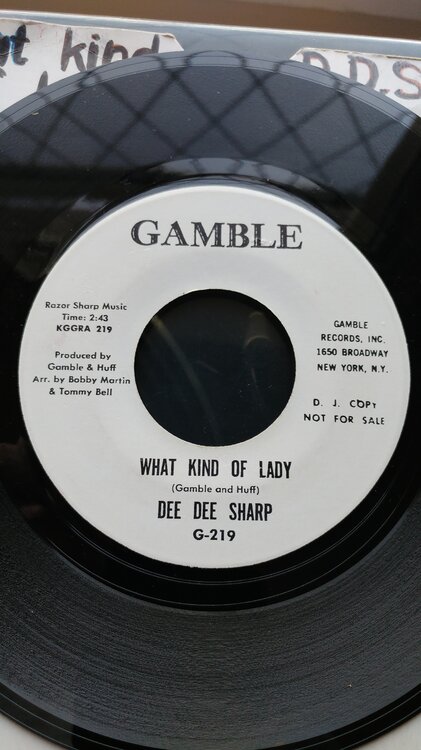 kind
D.D.S
GAMBLE
Razor Sharp Music
Time: 2:43
KGGRA 219
Produced by
Gamble & Huff
Arr. by Bobby Martin
& Tommy Bell
GAMBLE
RECORDS, INC.
1650 BROADWAY
NEW YORK, N.Y.
D. J. COPY
NOT FOR SALE
WHAT KIND OF LADY
(Gamble and Huff)
DEE DEE SHARP
G-219